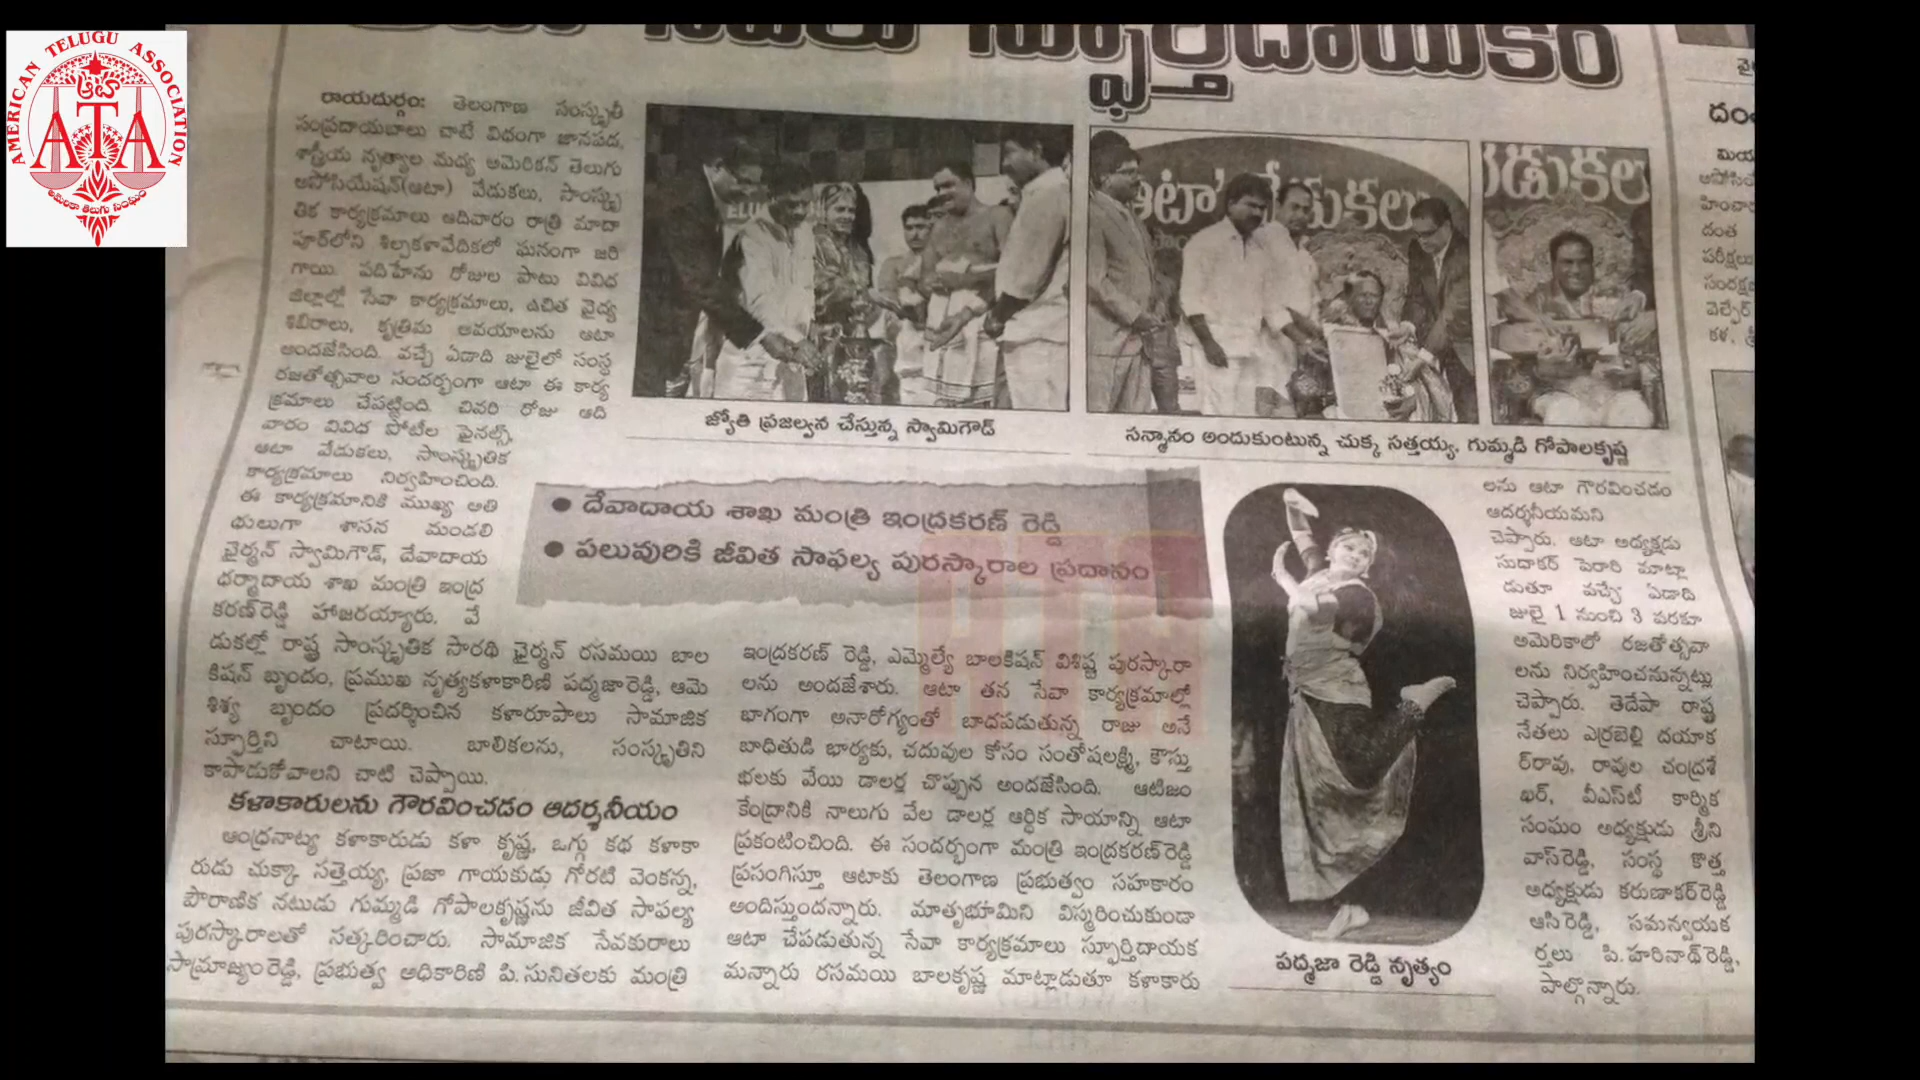 AMERICAN TELUGU ASSOCIATION
ఆటా
ATA
అమెరికా తెలుగు సంఘం
స్ఫూర్తిదాయకం
రాయదుర్గం: తెలంగాణ సంస్కృతీ
సంప్రదాయబాలు చాటే విధంగా జానపద,
శాస్త్రీయ నృత్యాల మధ్య అమెరికన్ తెలుగు
అసోసియేషన్(ఆటా) వేడుకలు, సాంస్కృ
తిక కార్యక్రమాలు ఆదివారం రాత్రి మాదా
పూర్‌లోని శిల్పకళావేదికలో ఘనంగా జరి
గాయి. పదిహేను రోజుల పాటు వివిధ
జిల్లాల్లో సేవా కార్యక్రమాలు, ఉచిత వైద్య
శిబిరాలు, కృత్రిమ అవయాలను ఆటా
అందజేసింది. వచ్చే ఏడాది జులైలో సంస్థ
రజతోత్సవాల సందర్భంగా ఆటా ఈ కార్య
క్రమాలు చేపట్టింది. చివరి రోజు ఆది
వారం వివిధ పోటీల ఫైనల్స్,
ఆటా వేడుకలు, సాంస్కృతిక
కార్యక్రమాలు నిర్వహించింది.
ఈ కార్యక్రమానికి ముఖ్య అతి
థులుగా శాసన మండలి
ఛైర్మన్ స్వామిగౌడ్, దేవాదాయ
ధర్మాదాయ శాఖ మంత్రి ఇంద్ర
కరణ్‌రెడ్డి హాజరయ్యారు. వే
డుకల్లో రాష్ట్ర సాంస్కృతిక సారథి ఛైర్మన్ రసమయి బాల
కిషన్ బృందం, ప్రముఖ నృత్యకళాకారిణి పద్మజారెడ్డి, ఆమె
శిశ్య బృందం ప్రదర్శించిన కళారూపాలు సామాజిక
స్ఫూర్తిని చాటాయి. బాలికలను, సంస్కృతిని
కాపాడుకోవాలని చాటి చెప్పాయి.
కళాకారులను గౌరవించడం ఆదర్శనీయం
ఆంధ్రనాట్య కళాకారుడు కళా కృష్ణ, ఒగ్గు కథ కళాకా
రుడు చుక్కా సత్తెయ్య, ప్రజా గాయకుడు గోరటి వెంకన్న,
పౌరాణిక నటుడు గుమ్మడి గోపాలకృష్ణను జీవిత సాఫల్య
పురస్కారాలతో సత్కరించారు. సామాజిక సేవకురాలు
సామ్రాజ్యంరెడ్డి, ప్రభుత్వ అధికారిణి పి.సునితలకు మంత్రి
జ్యోతి ప్రజల్వన చేస్తున్న స్వామిగౌడ్
ఆటా' వేడుకలు
వేడుకల
సన్మానం అందుకుంటున్న చుక్క సత్తయ్య, గుమ్మడి గోపాలకృష్ణ
● దేవాదాయ శాఖ మంత్రి ఇంద్రకరణ్ రెడ్డి
● పలువురికి జీవిత సాఫల్య పురస్కారాల ప్రదానం
ఇంద్రకరణ్ రెడ్డి, ఎమ్మెల్యే బాలకిషన్ విశిష్ట పురస్కారా
లను అందజేశారు. ఆటా తన సేవా కార్యక్రమాల్లో
భాగంగా అనారోగ్యంతో బాదపడుతున్న రాజు అనే
బాధితుడి భార్యకు, చదువుల కోసం సంతోషలక్ష్మి, కౌస్తు
భలకు వేయి డాలర్ల చొప్పున అందజేసింది. ఆటిజం
కేంద్రానికి నాలుగు వేల డాలర్ల ఆర్థిక సాయాన్ని ఆటా
ప్రకంటించింది. ఈ సందర్భంగా మంత్రి ఇంద్రకరణ్‌రెడ్డి
ప్రసంగిస్తూ ఆటాకు తెలంగాణ ప్రభుత్వం సహకారం
అందిస్తుందన్నారు. మాతృభూమిని విస్మరించుకుండా
ఆటా చేపడుతున్న సేవా కార్యక్రమాలు స్ఫూర్తిదాయక
మన్నారు రసమయి బాలకృష్ణ మాట్లాడుతూ కళాకారు
పద్మజా రెడ్డి నృత్యం
లను ఆటా గౌరవించడం
ఆదర్శనీయమని
చెప్పారు. ఆటా అధ్యక్షుడు
సుధాకర్ పెరారి మాట్లా
డుతూ వచ్చే ఏడాది
జులై 1 నుంచి 3 వరకూ
అమెరికాలో రజతోత్సవా
లను నిర్వహించనున్నట్లు
చెప్పారు. తెదేపా రాష్ట్ర
నేతలు ఎర్రబెల్లి దయాక
ర్‌రావు, రావుల చంద్రశే
ఖర్, వీఎస్‌టీ కార్మిక
సంఘం అధ్యక్షుడు శ్రీని
వాస్‌రెడ్డి, సంస్థ కొత్త
అధ్యక్షుడు కరుణాకర్‌రెడ్డి
ఆసిరెడ్డి, సమన్వయక
ర్తలు పి.హరినాథ్‌రెడ్డి,
పాల్గొన్నారు.